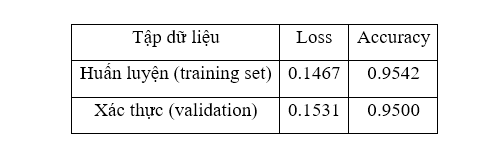 Tập dữ liệu Loss Accuracy
Huấn luyện (training set) 0.1467 0.9542
Xác thực (validation) 0.1531 0.9500